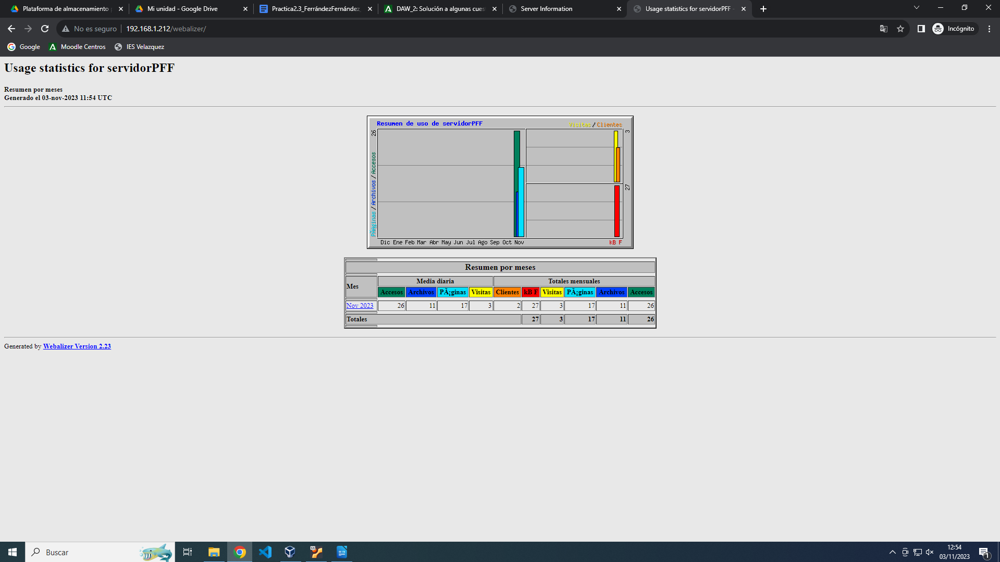 Plataforma de almacenamiento
Mi unidad - Google Drive
Practica2.3_FerrándezFernández
DAW_2: Solución a algunas cues
Server Information
Usage statistics for servidorPFF -
No es seguro
192.168.1.212/webalizer/
Incógnito
Google
Moodle Centros
IES Velazquez
Usage statistics for servidorPFF
Resumen por meses
Generado el 03-nov-2023 11:54 UTC
Resumen de uso de servidorPFF
Visitas / Clientes
26
3
PÃ¡ginas / Archivos / Accesos
27
Dic Ene Feb Mar Abr May Jun Jul Ago Sep Oct Nov
kB F
Resumen por meses
Mes Media diaria Totales mensuales
Accesos Archivos PÃ¡ginas Visitas Clientes kB F Visitas PÃ¡ginas Archivos Accesos
Nov 2023 26 11 17 3 2 27 3 17 11 26
Totales 27 3 17 11 26
Generated by Webalizer Version 2.23
Buscar
64
12:54
03/11/2023
1